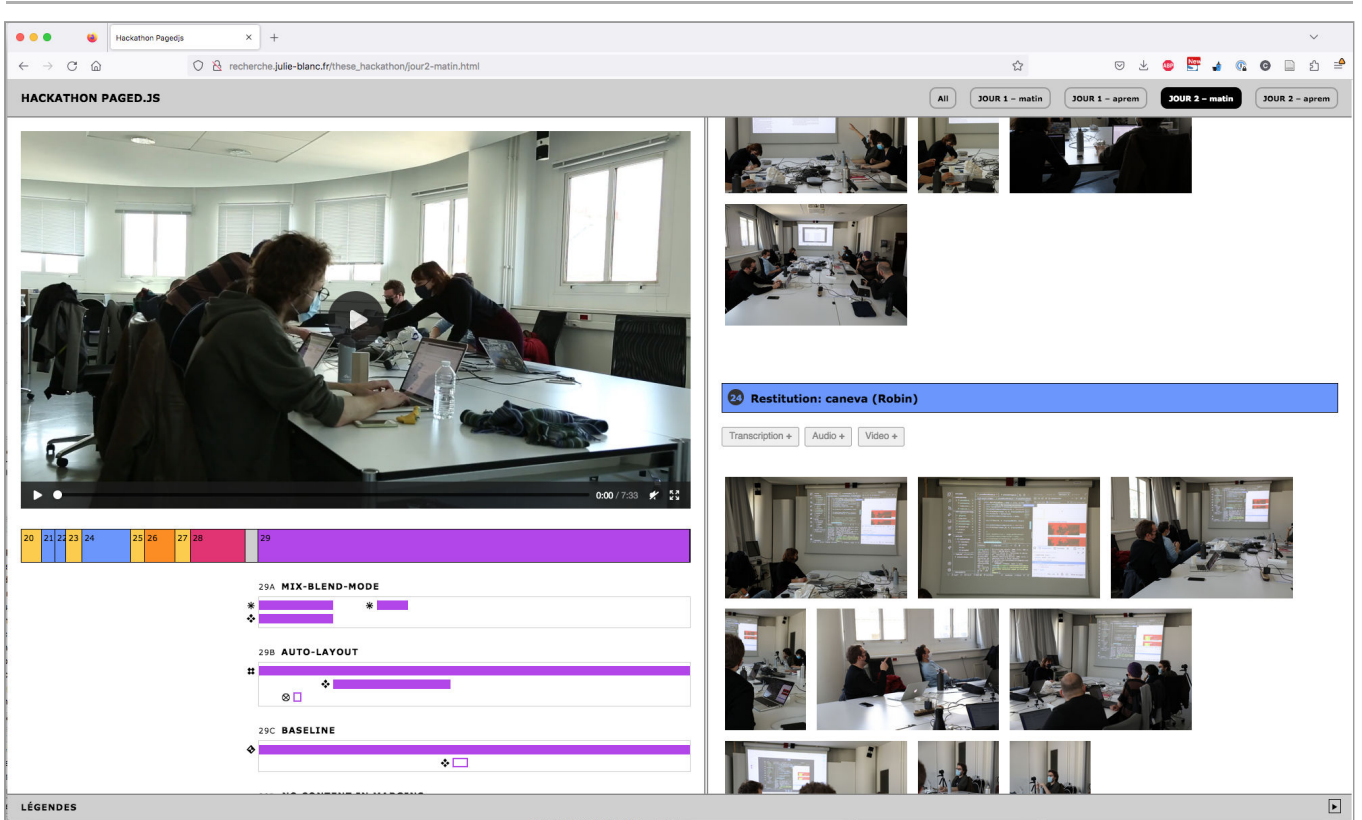 Hackathon Pagedjs
recherche.julie-blanc.fr/these_hackathon/jour2-matin.html
ABP
New
HACKATHON PAGED.JS
All
JOUR 1 – matin
JOUR 1 – aprem
JOUR 2 – matin
JOUR 2 – aprem
0:00 / 7:33
20 21 22 23 24 25 26 27 28 29
29A MIX-BLEND-MODE
29B AUTO-LAYOUT
29C BASELINE
24 Restitution: caneva (Robin)
Transcription +
Audio +
Video +
LÉGENDES